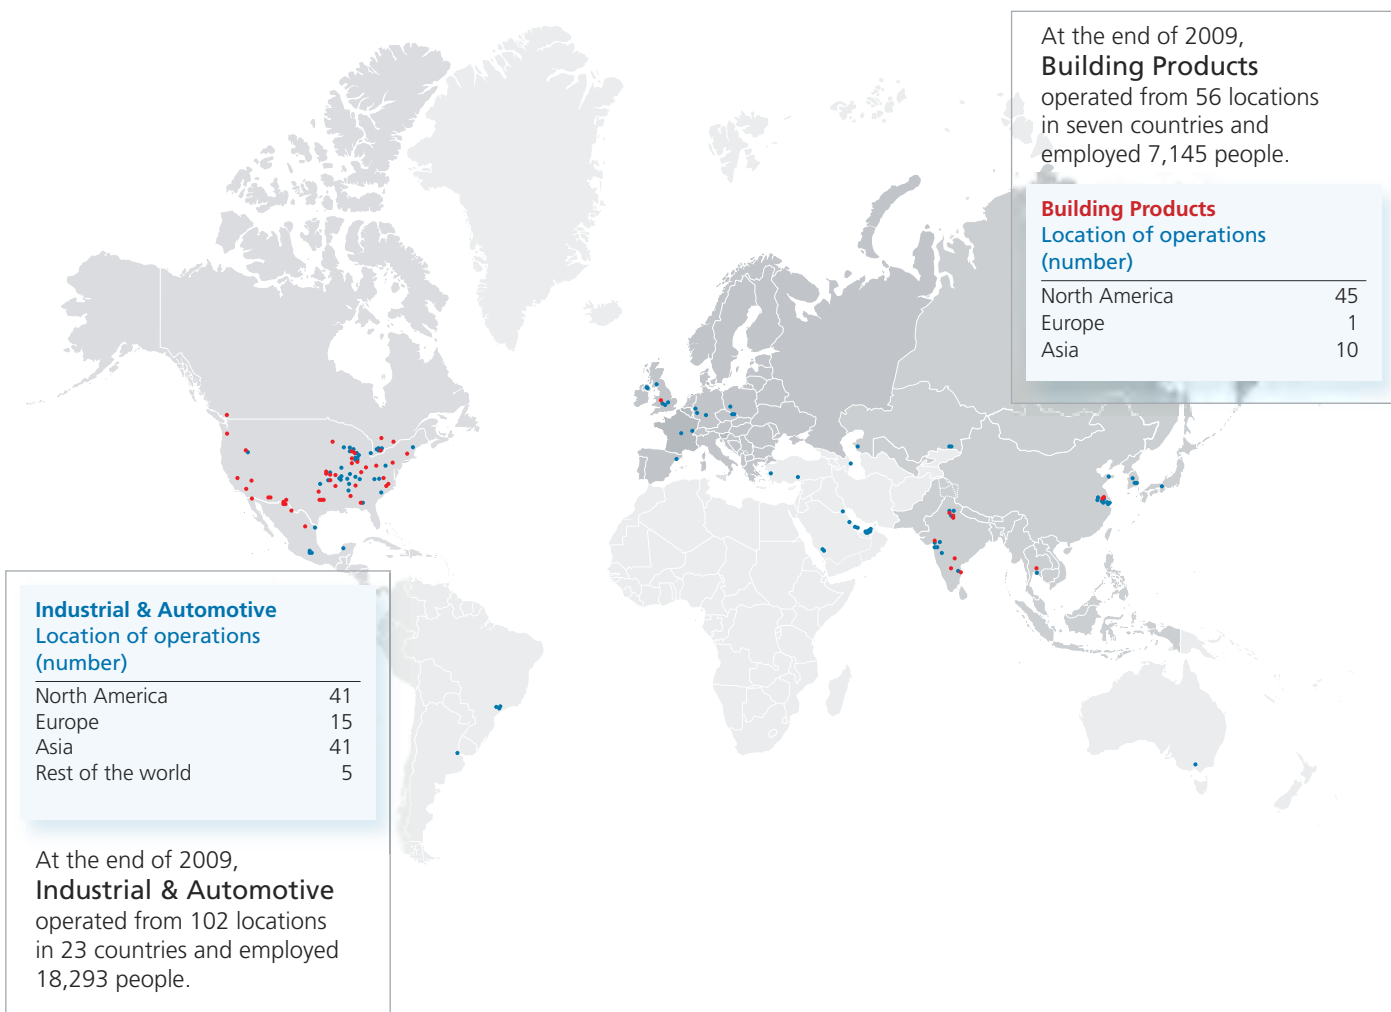 At the end of 2009,
Building Products
operated from 56 locations
in seven countries and
employed 7,145 people.
Building Products
Location of operations
(number)
North America 45
Europe 1
Asia 10
Industrial & Automotive
Location of operations
(number)
North America 41
Europe 15
Asia 41
Rest of the world 5
At the end of 2009,
Industrial & Automotive
operated from 102 locations
in 23 countries and employed
18,293 people.